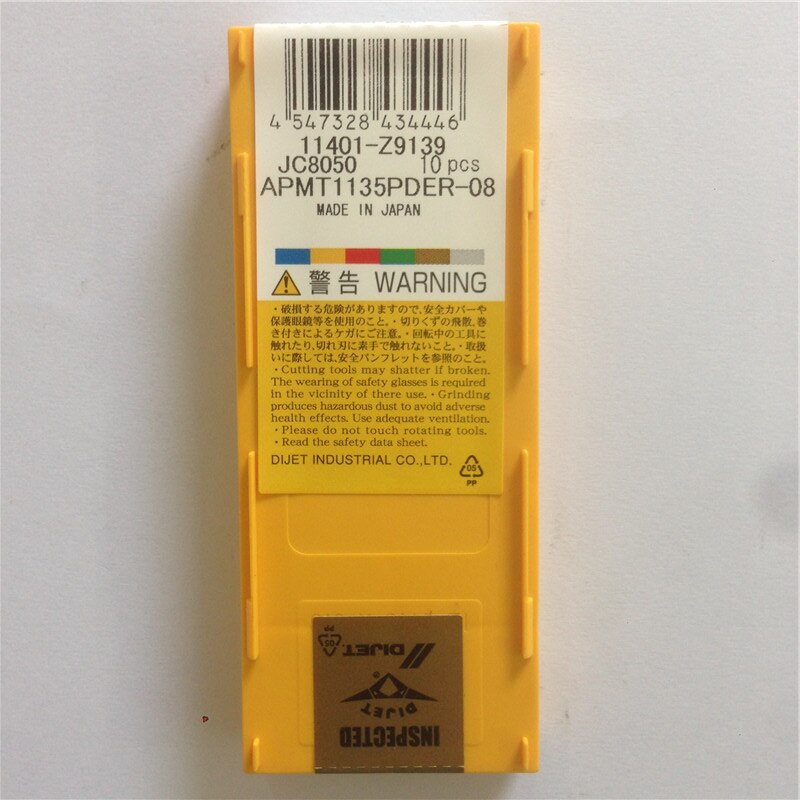 4 547328 434446
11401-Z9139
JC8050 10 pcs
APMT1135PDER-08
MADE IN JAPAN
警告 WARNING
・破損する危険がありますので、安全カバーや
保護眼鏡等を使用のこと。・切りくずの飛散、巻
き付きによるケガにご注意。・回転中の工具に
触れたり、切れ刃に素手で触れないこと。・取扱
いに際しては、安全パンフレットを参照のこと。
・Cutting tools may shatter if broken.
The wearing of safety glasses is required
in the vicinity of there use.・Grinding
produces hazardous dust to avoid adverse
health effects. Use adequate ventilation.
・Please do not touch rotating tools.
・Read the safety data sheet.
DIJET INDUSTRIAL CO.,LTD.
05
PP
INSPECTED
DIJET
®
DIJET
05
PP